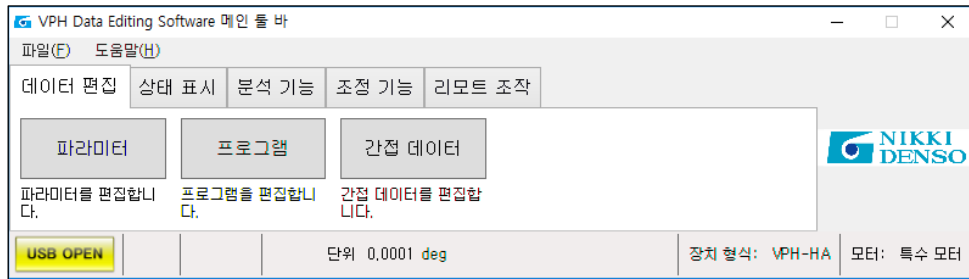 VPH Data Editing Software 메인 툴 바
파일(F) 도움말(H)
데이터 편집 상태 표시 분석 기능 조정 기능 리모트 조작
파라미터 프로그램 간접 데이터
파라미터를 편집합니 프로그램을 편집합니 간접 데이터를 편집합
다. 다. 니다.
NIKKI
DENSO
USB OPEN 단위 0,0001 deg 장치 형식: VPH-HA 모터: 특수 모터